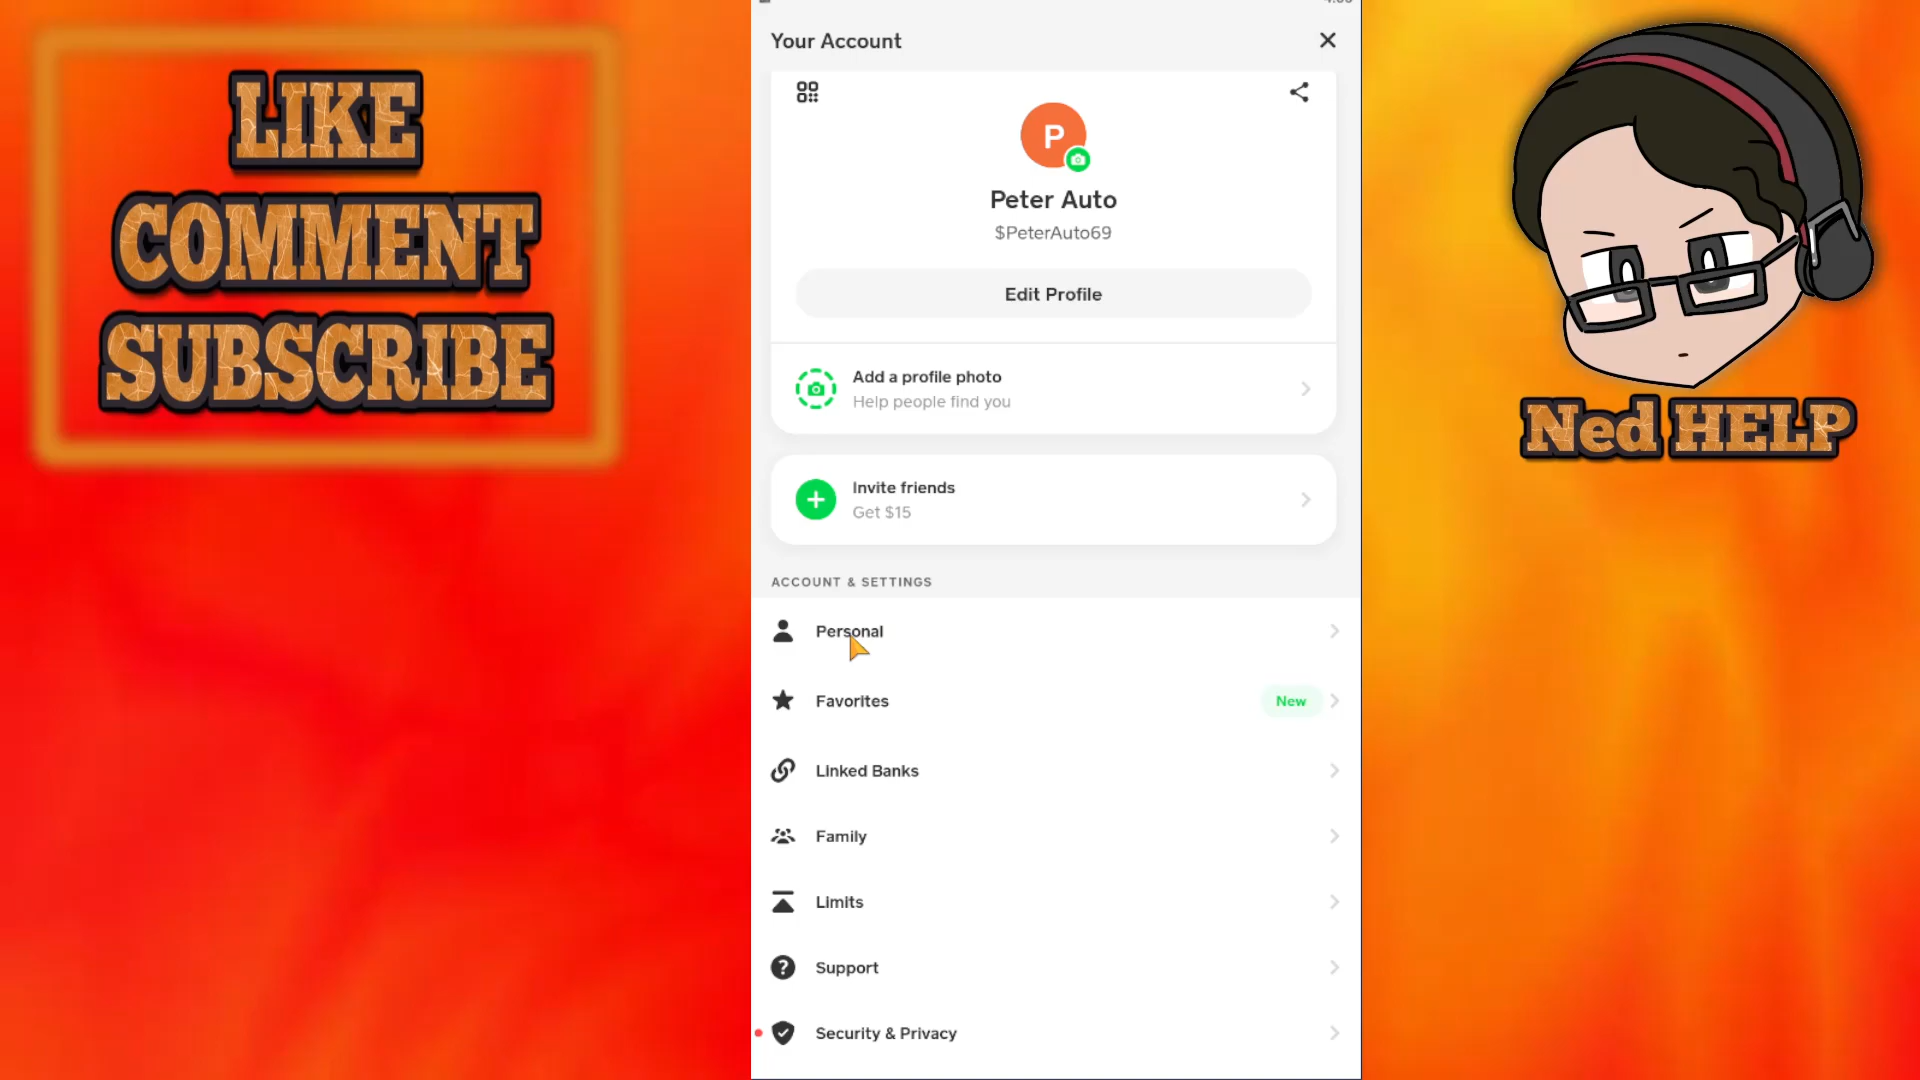 LIKE
COMMENT
SUBSCRIBE
Your Account
P
Peter Auto
$PeterAuto69
Edit Profile
Add a profile photo
Help people find you
Invite friends
Get $15
ACCOUNT & SETTINGS
Personal
Favorites
New
Linked Banks
Family
Limits
Support
Security & Privacy
Ned HELP